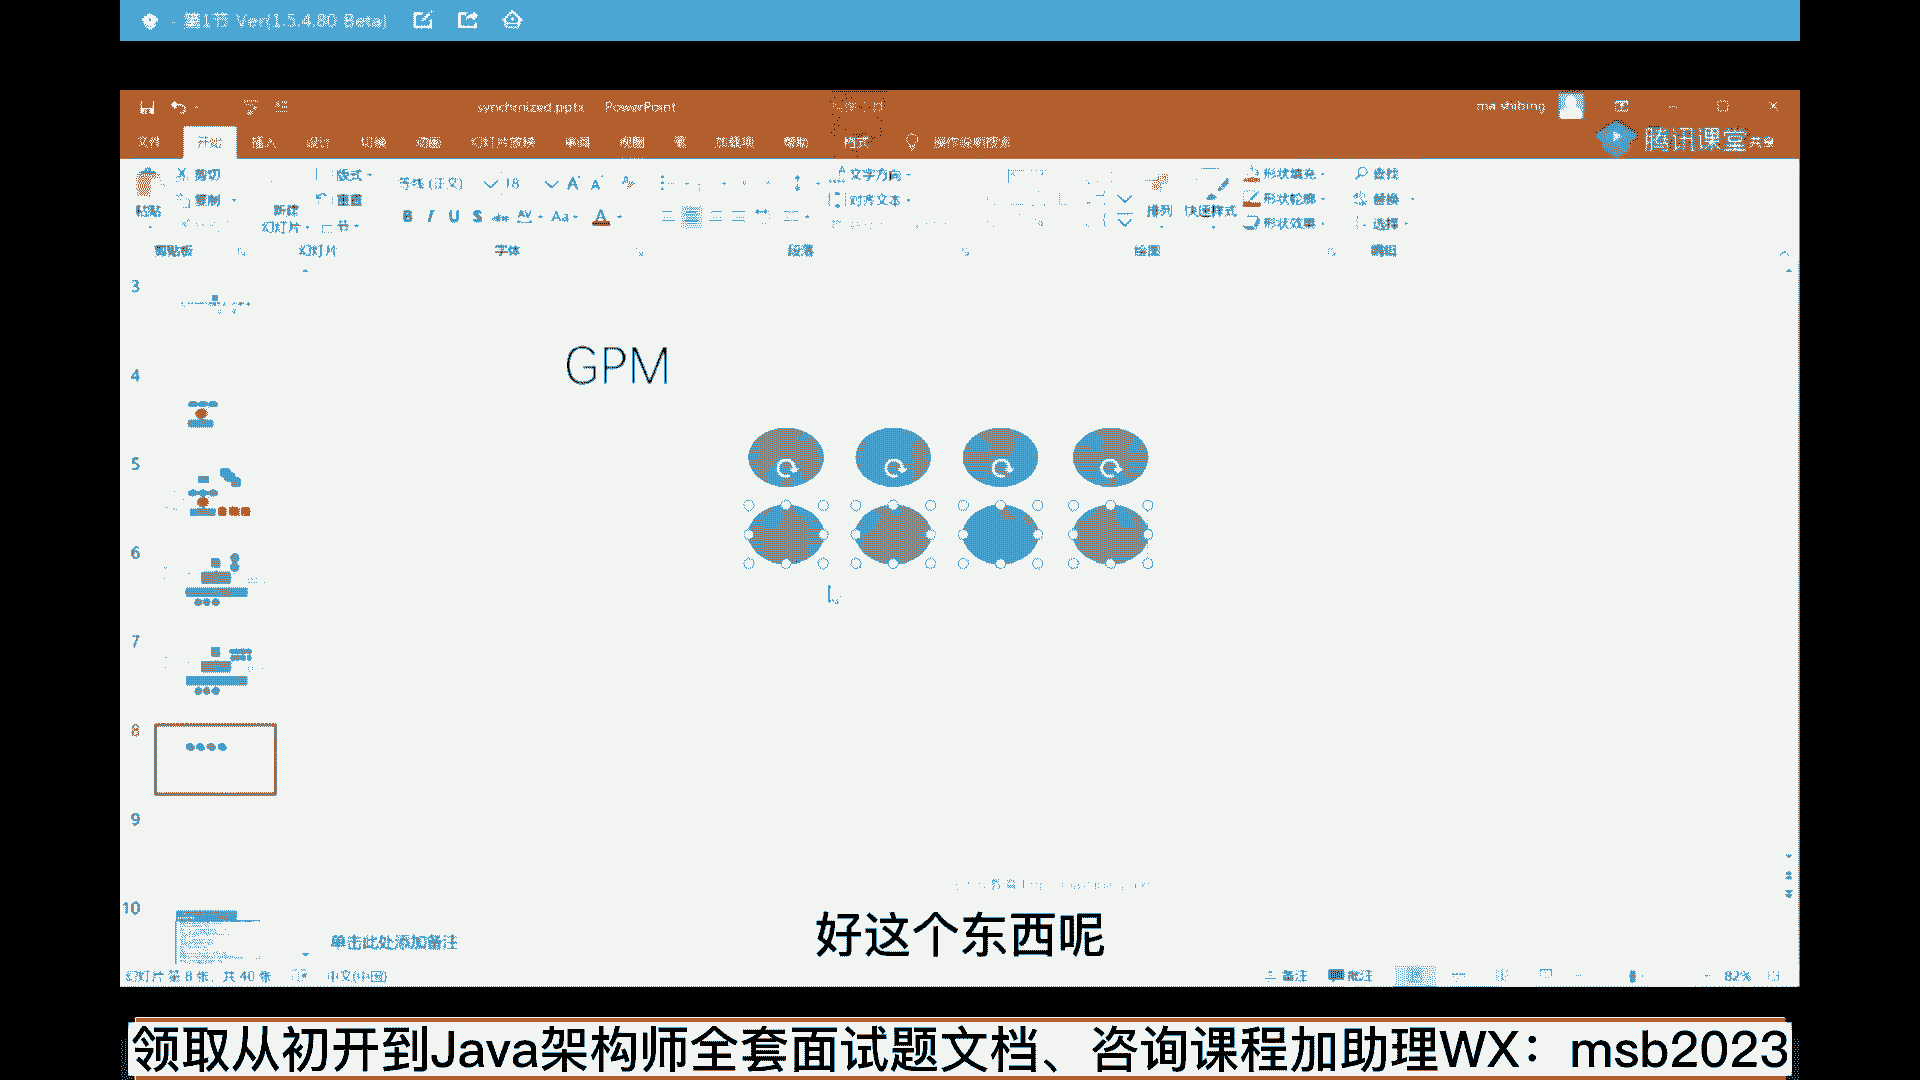 - 第1节 Ver(1.5.4.80 Beta)
synchronized.pptx - PowerPoint
ma shibing
文件 开始 插入 设计 切换 动画 幻灯片放映 审阅 视图 帮助 格式 操作说明搜索 共享
加载项
腾讯课堂
粘贴 剪切 复制
新建 幻灯片 版式 重置 节
等线 (正文) 18
B I U S abc AV Aa A
文字方向
对齐文本
排列 快速样式
形状填充
形状轮廓
形状效果
查找
替换
选择
剪贴板 幻灯片 字体 段落 绘图 编辑
3
4
5
6
7
8
9
10
GPM
单击此处添加备注
好这个东西呢
幻灯片 第 8 张，共 40 张 中文(中国) 备注 批注 82%
领取从初开到Java架构师全套面试题文档、咨询课程加助理WX：msb2023